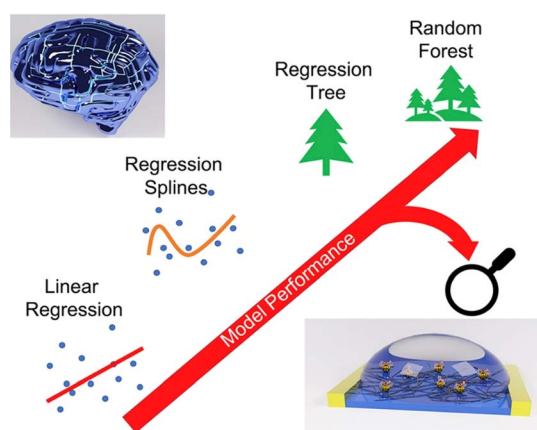 Random
Forest
Regression
Tree
Regression
Splines
Linear
Regression
Model Performance